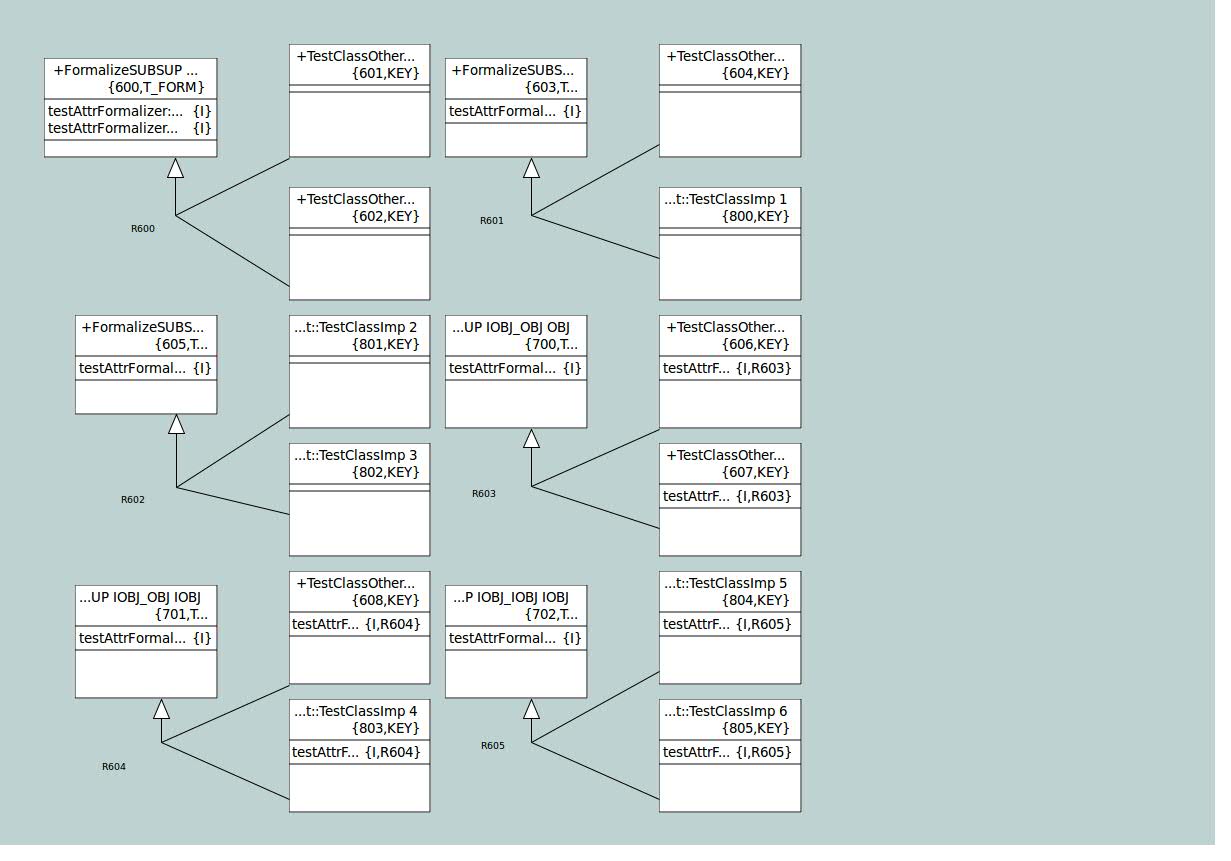 +FormalizeSUBSUP ...
{600,T_FORM}
testAttrFormalizer:... {I}
testAttrFormalizer... {I}
+TestClassOther...
{601,KEY}
+FormalizeSUBS...
{603,T...
testAttrFormal... {I}
+TestClassOther...
{604,KEY}
+TestClassOther...
{602,KEY}
R600
...t::TestClassImp 1
{800,KEY}
R601
+FormalizeSUBS...
{605,T...
testAttrFormal... {I}
...t::TestClassImp 2
{801,KEY}
...UP IOBJ_OBJ OBJ
{700,T...
testAttrFormal... {I}
+TestClassOther...
{606,KEY}
testAttrF... {I,R603}
...t::TestClassImp 3
{802,KEY}
R602
+TestClassOther...
{607,KEY}
testAttrF... {I,R603}
R603
...UP IOBJ_OBJ IOBJ
{701,T...
testAttrFormal... {I}
+TestClassOther...
{608,KEY}
testAttrF... {I,R604}
...P IOBJ_IOBJ IOBJ
{702,T...
testAttrFormal... {I}
...t::TestClassImp 5
{804,KEY}
testAttrF... {I,R605}
...t::TestClassImp 4
{803,KEY}
testAttrF... {I,R604}
R604
...t::TestClassImp 6
{805,KEY}
testAttrF... {I,R605}
R605